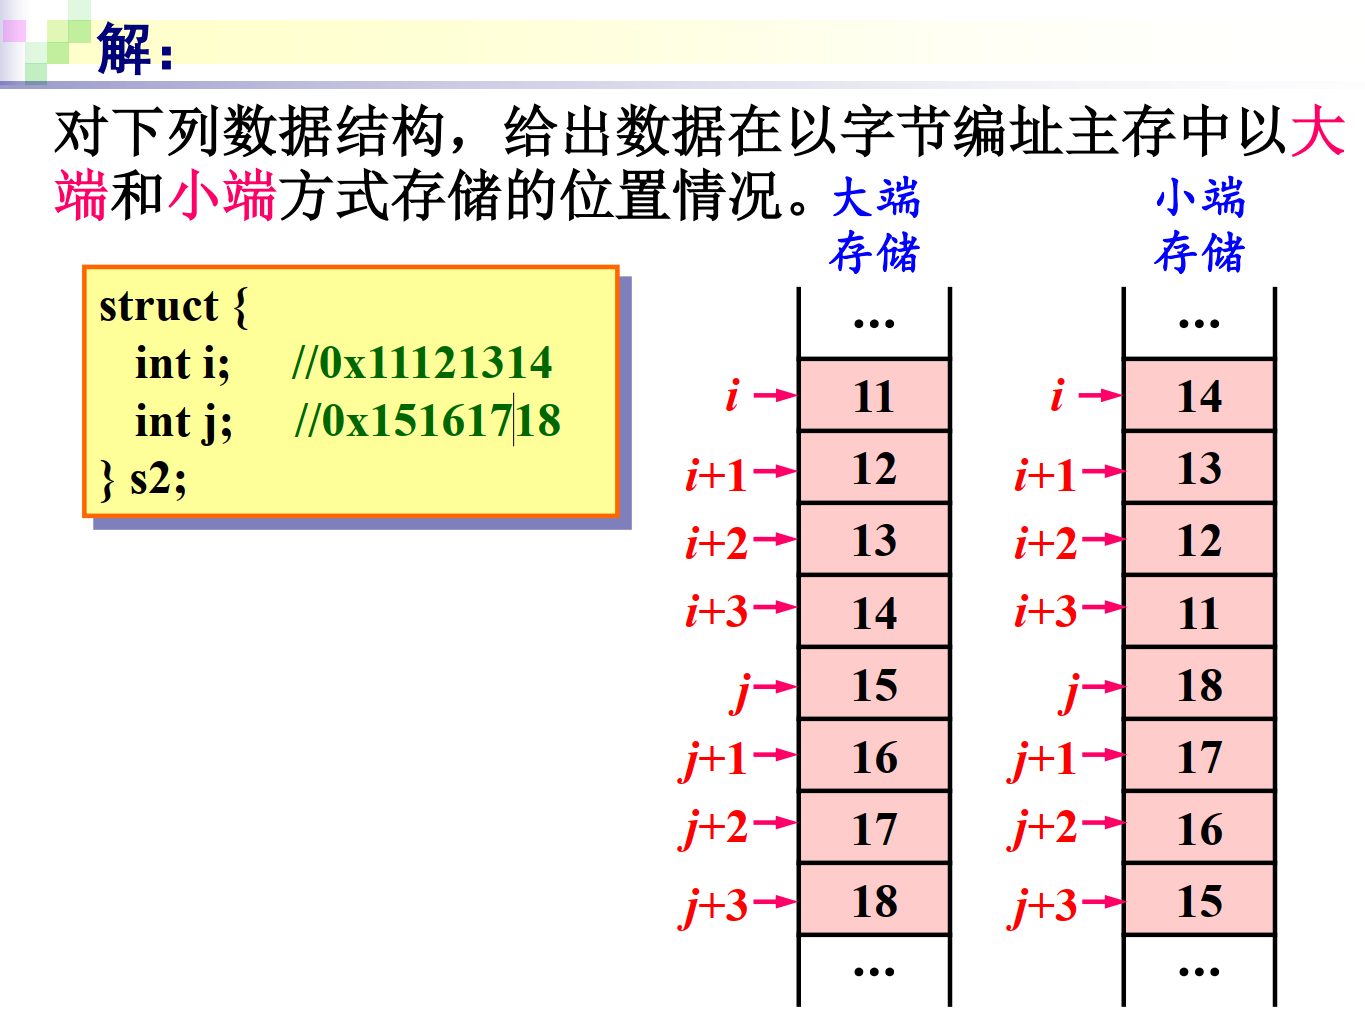 解：
对下列数据结构，给出数据在以字节编址主存中以大
端和小端方式存储的位置情况。
大端
存储
小端
存储
struct {
int i; //0x11121314
int j; //0x15161718
} s2;
... ...
i 11 i 14
i+1 12 i+1 13
i+2 13 i+2 12
i+3 14 i+3 11
j 15 j 18
j+1 16 j+1 17
j+2 17 j+2 16
j+3 18 j+3 15
... ...